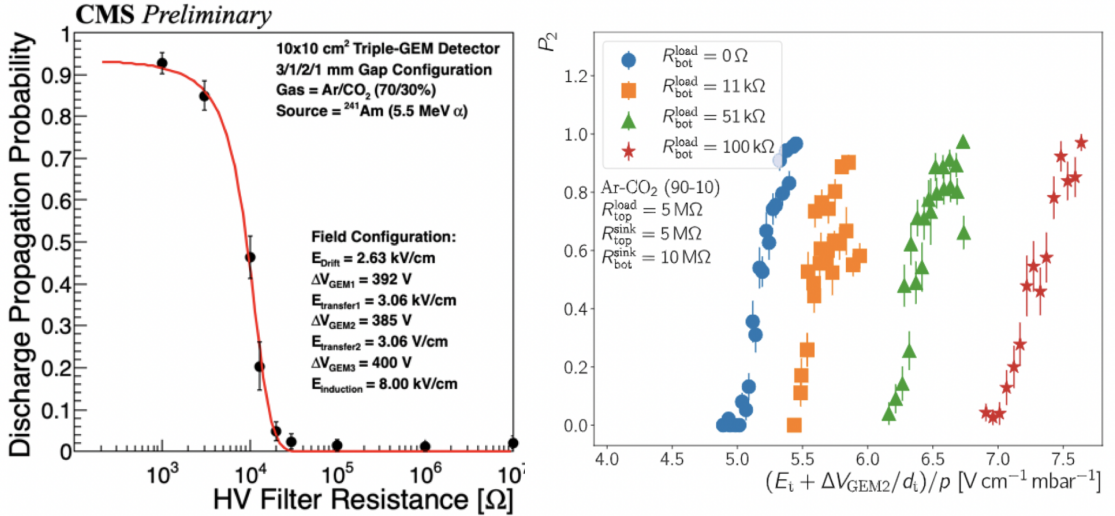 CMS Preliminary
Discharge Propagation Probability
1
0.9
0.8
0.7
0.6
0.5
0.4
0.3
0.2
0.1
0
10x10 cm² Triple-GEM Detector
3/1/2/1 mm Gap Configuration
Gas = Ar/CO₂ (70/30%)
Source = ²⁴¹Am (5.5 MeV α)
Field Configuration:
E_Drift = 2.63 kV/cm
ΔV_GEM1 = 392 V
E_transfer1 = 3.06 kV/cm
ΔV_GEM2 = 385 V
E_transfer2 = 3.06 V/cm
ΔV_GEM3 = 400 V
E_induction = 8.00 kV/cm
10³ 10⁴ 10⁵ 10⁶ 10⁷
HV Filter Resistance [Ω]
P₂
1.2
1.0
0.8
0.6
0.4
0.2
0.0
R_bot^load = 0 Ω
R_bot^load = 11 kΩ
R_bot^load = 51 kΩ
R_bot^load = 100 kΩ
Ar-CO₂ (90-10)
R_top^load = 5 MΩ
R_top^sink = 5 MΩ
R_bot^sink = 10 MΩ
4.0 4.5 5.0 5.5 6.0 6.5 7.0 7.5
(E_t + ΔV_GEM2/d_t)/p [V cm⁻¹ mbar⁻¹]